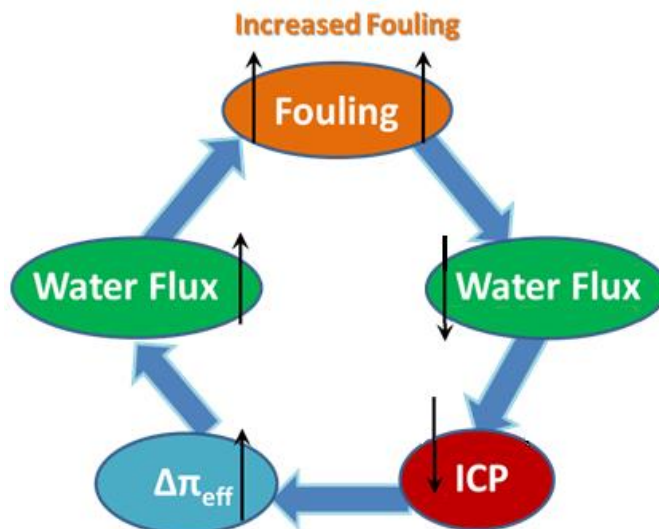 Increased Fouling
Fouling
Water Flux
Water Flux
Δπeff
ICP